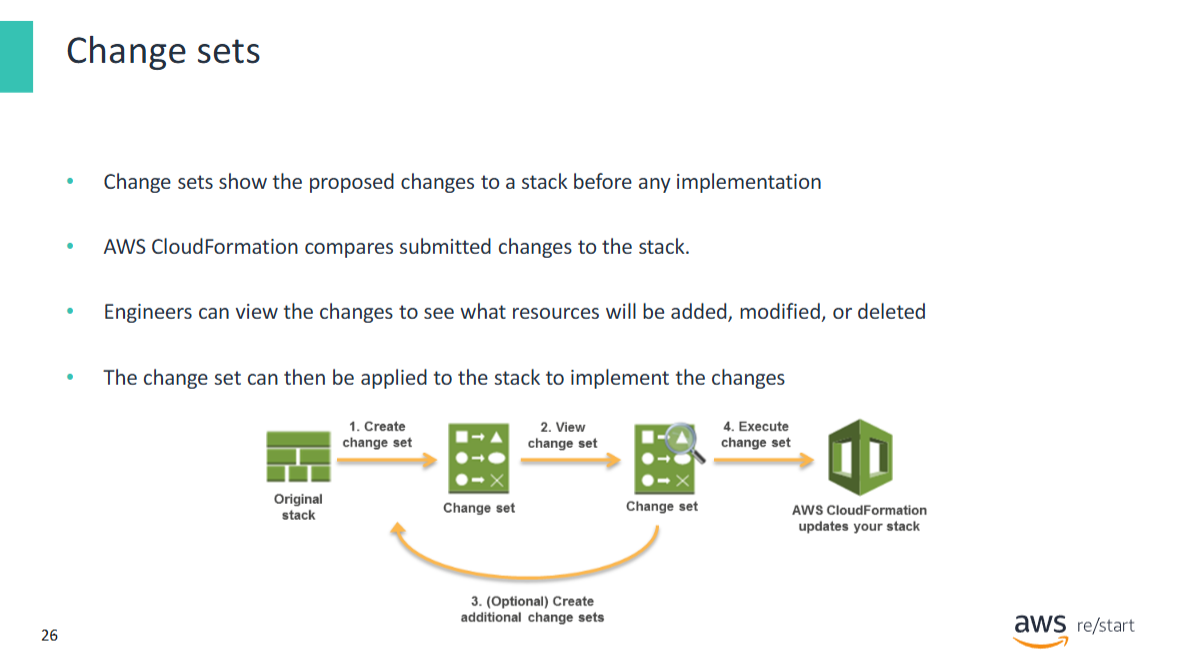 Change sets
• Change sets show the proposed changes to a stack before any implementation
• AWS CloudFormation compares submitted changes to the stack.
• Engineers can view the changes to see what resources will be added, modified, or deleted
• The change set can then be applied to the stack to implement the changes
1. Create
change set
2. View
change set
4. Execute
change set
Original
stack
Change set
Change set
AWS CloudFormation
updates your stack
3. (Optional) Create
additional change sets
26
aws re/start